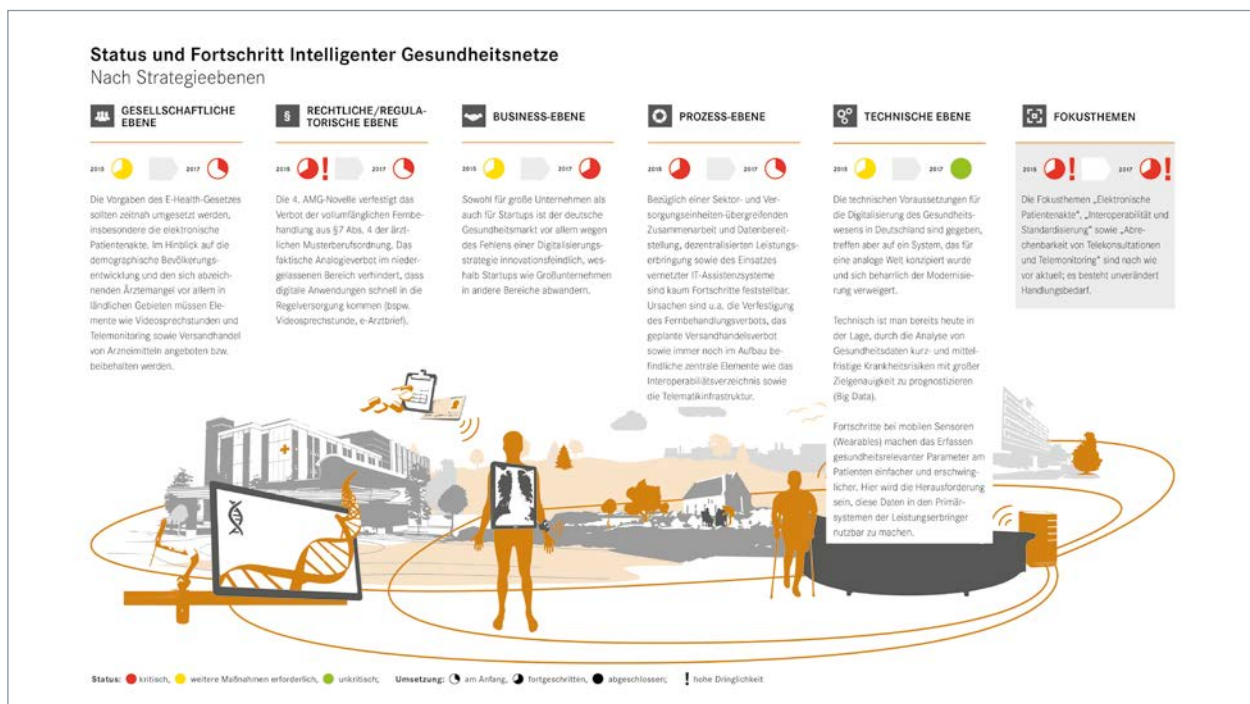 Status und Fortschritt Intelligenter Gesundheitsnetze
Nach Strategieebenen
GESELLSCHAFTLICHE
EBENE
2015
2017
Die Vorgaben des E-Health-Gesetzes
sollten zeitnah umgesetzt werden,
insbesondere die elektronische
Patientenakte. Im Hinblick auf die
demographische Bevölkerungs-
entwicklung und den sich abzeich-
nenden Ärztemangel vor allem in
ländlichen Gebieten müssen Ele-
mente wie Videosprechstunden und
Telemonitoring sowie Versandhandel
von Arzneimitteln angeboten bzw.
beibehalten werden.
§
RECHTLICHE/REGULA-
TORISCHE EBENE
2015
!
2017
Die 4. AMG-Novelle verfestigt das
Verbot der vollumfänglichen Fernbe-
handlung aus §7 Abs. 4 der ärzt-
lichen Musterberufsordnung. Das
faktische Analogieverbot im nieder-
gelassenen Bereich verhindert, dass
digitale Anwendungen schnell in die
Regelversorgung kommen (bspw.
Videosprechstunde, e-Arztbrief).
BUSINESS-EBENE
2015
2017
Sowohl für große Unternehmen als
auch für Startups ist der deutsche
Gesundheitsmarkt vor allem wegen
des Fehlens einer Digitalisierungs-
strategie innovationsfeindlich, wes-
halb Startups wie Großunternehmen
in andere Bereiche abwandern.
PROZESS-EBENE
2015
2017
Bezüglich einer Sektor- und Ver-
sorgungseinheiten-übergreifenden
Zusammenarbeit und Datenbereit-
stellung, dezentralisierten Leistungs-
erbringung sowie des Einsatzes
vernetzter IT-Assistenzsysteme
sind kaum Fortschritte feststellbar.
Ursachen sind u.a. die Verfestigung
des Fernbehandlungsverbots, das
geplante Versandhandelsverbot
sowie immer noch im Aufbau be-
findliche zentrale Elemente wie das
Interoperabilitätsverzeichnis sowie
die Telematikinfrastruktur.
TECHNISCHE EBENE
2015
2017
Die technischen Voraussetzungen für
die Digitalisierung des Gesundheits-
wesens in Deutschland sind gegeben,
treffen aber auf ein System, das für
eine analoge Welt konzipiert wurde
und sich beharrlich der Modernisie-
rung verweigert.
Technisch ist man bereits heute in
der Lage, durch die Analyse von
Gesundheitsdaten kurz- und mittel-
fristige Krankheitsrisiken mit großer
Zielgenauigkeit zu prognostizieren
(Big Data).
Fortschritte bei mobilen Sensoren
(Wearables) machen das Erfassen
gesundheitsrelevanter Parameter am
Patienten einfacher und erschwing-
licher. Hier wird die Herausforderung
sein, diese Daten in den Primär-
systemen der Leistungserbringer
nutzbar zu machen.
FOKUSTHEMEN
2015
!
2017
!
Die Fokusthemen „Elektronische
Patientenakte“, „Interoperabilität und
Standardisierung“ sowie „Abre-
chenbarkeit von Telekonsultationen
und Telemonitoring“ sind nach wie
vor aktuell; es besteht unverändert
Handlungsbedarf.
Status: kritisch, weitere Maßnahmen erforderlich, unkritisch; Umsetzung: am Anfang, fortgeschritten, abgeschlossen; ! hohe Dringlichkeit